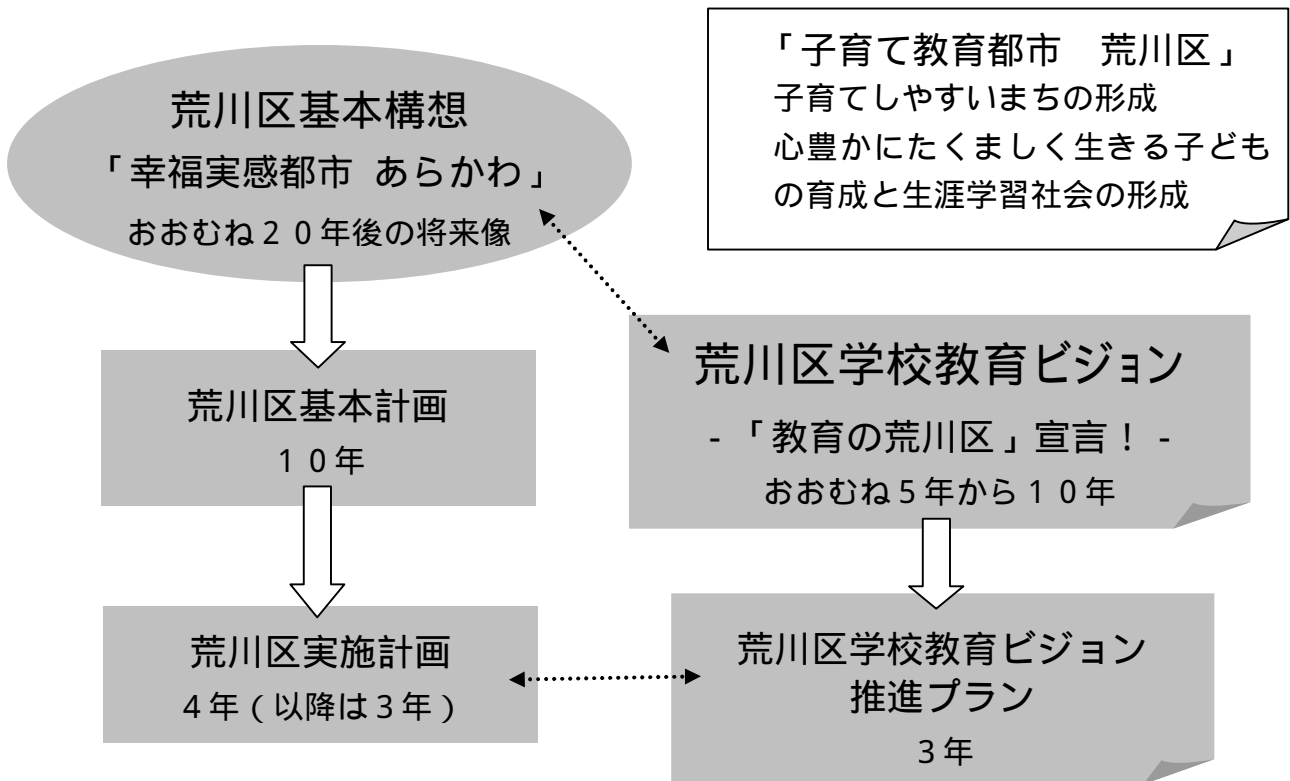 荒川区基本構想
「幸福実感都市 あらかわ」
おおむね２０年後の将来像
「子育て教育都市　荒川区」
子育てしやすいまちの形成
心豊かにたくましく生きる子ども
の育成と生涯学習社会の形成
荒川区基本計画
１０年
荒川区学校教育ビジョン
-「教育の荒川区」宣言！-
おおむね５年から１０年
荒川区実施計画
４年（以降は３年）
荒川区学校教育ビジョン
推進プラン
３年